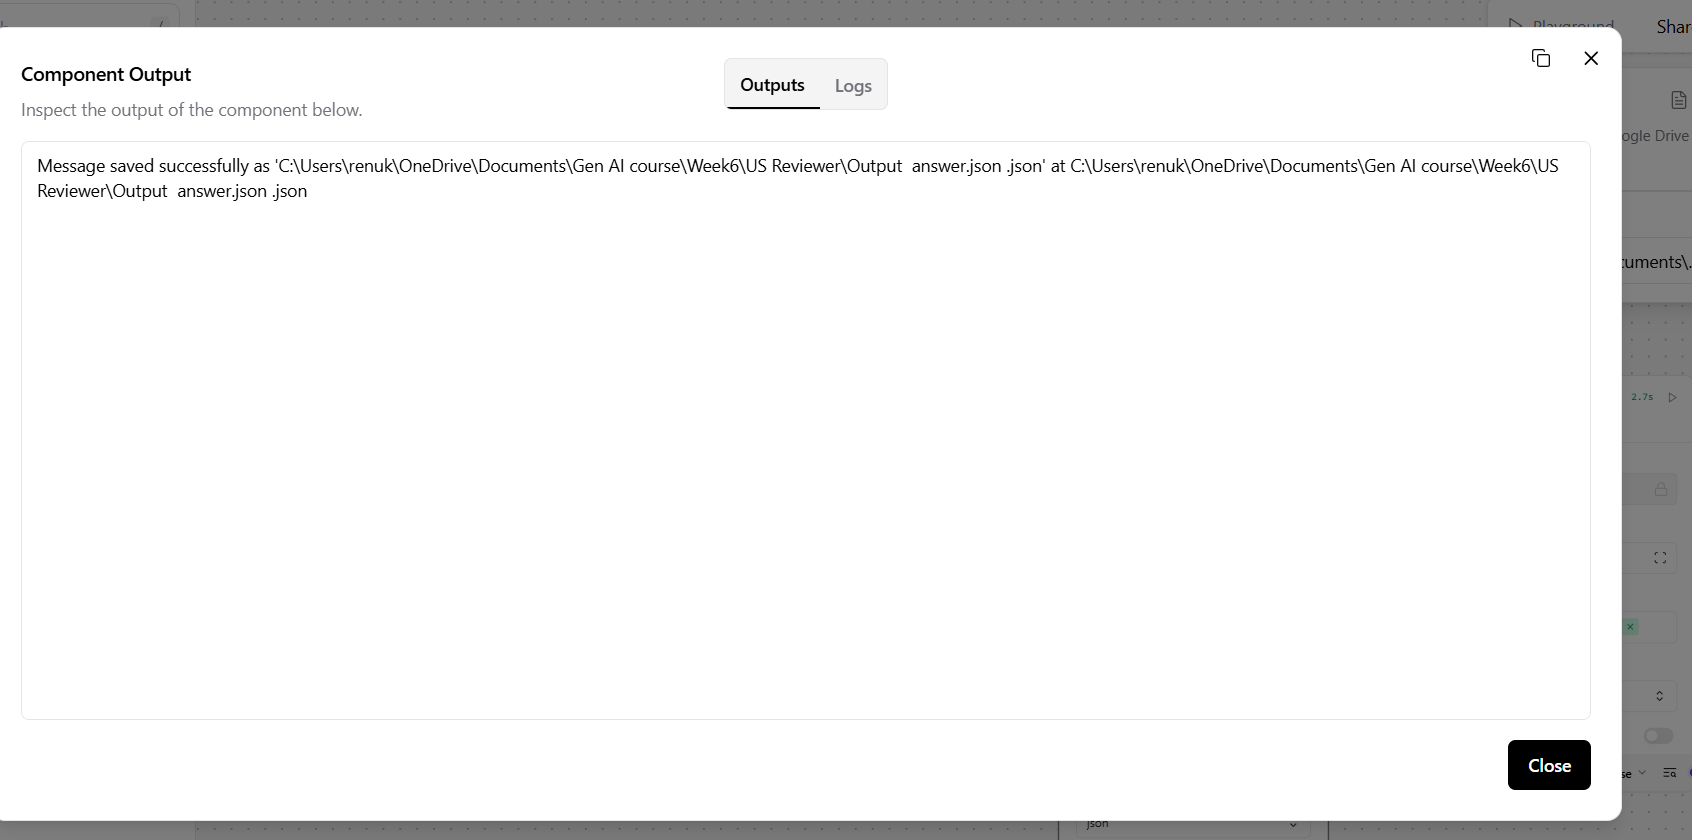 Playground
Shar
Component Output
Outputs
Logs
Inspect the output of the component below.
ogle Drive
Message saved successfully as 'C:\Users\renuk\OneDrive\Documents\Gen AI course\Week6\US Reviewer\Output  answer.json .json' at C:\Users\renuk\OneDrive\Documents\Gen AI course\Week6\US
Reviewer\Output  answer.json .json
cuments\.
2.7s
Close
se
json